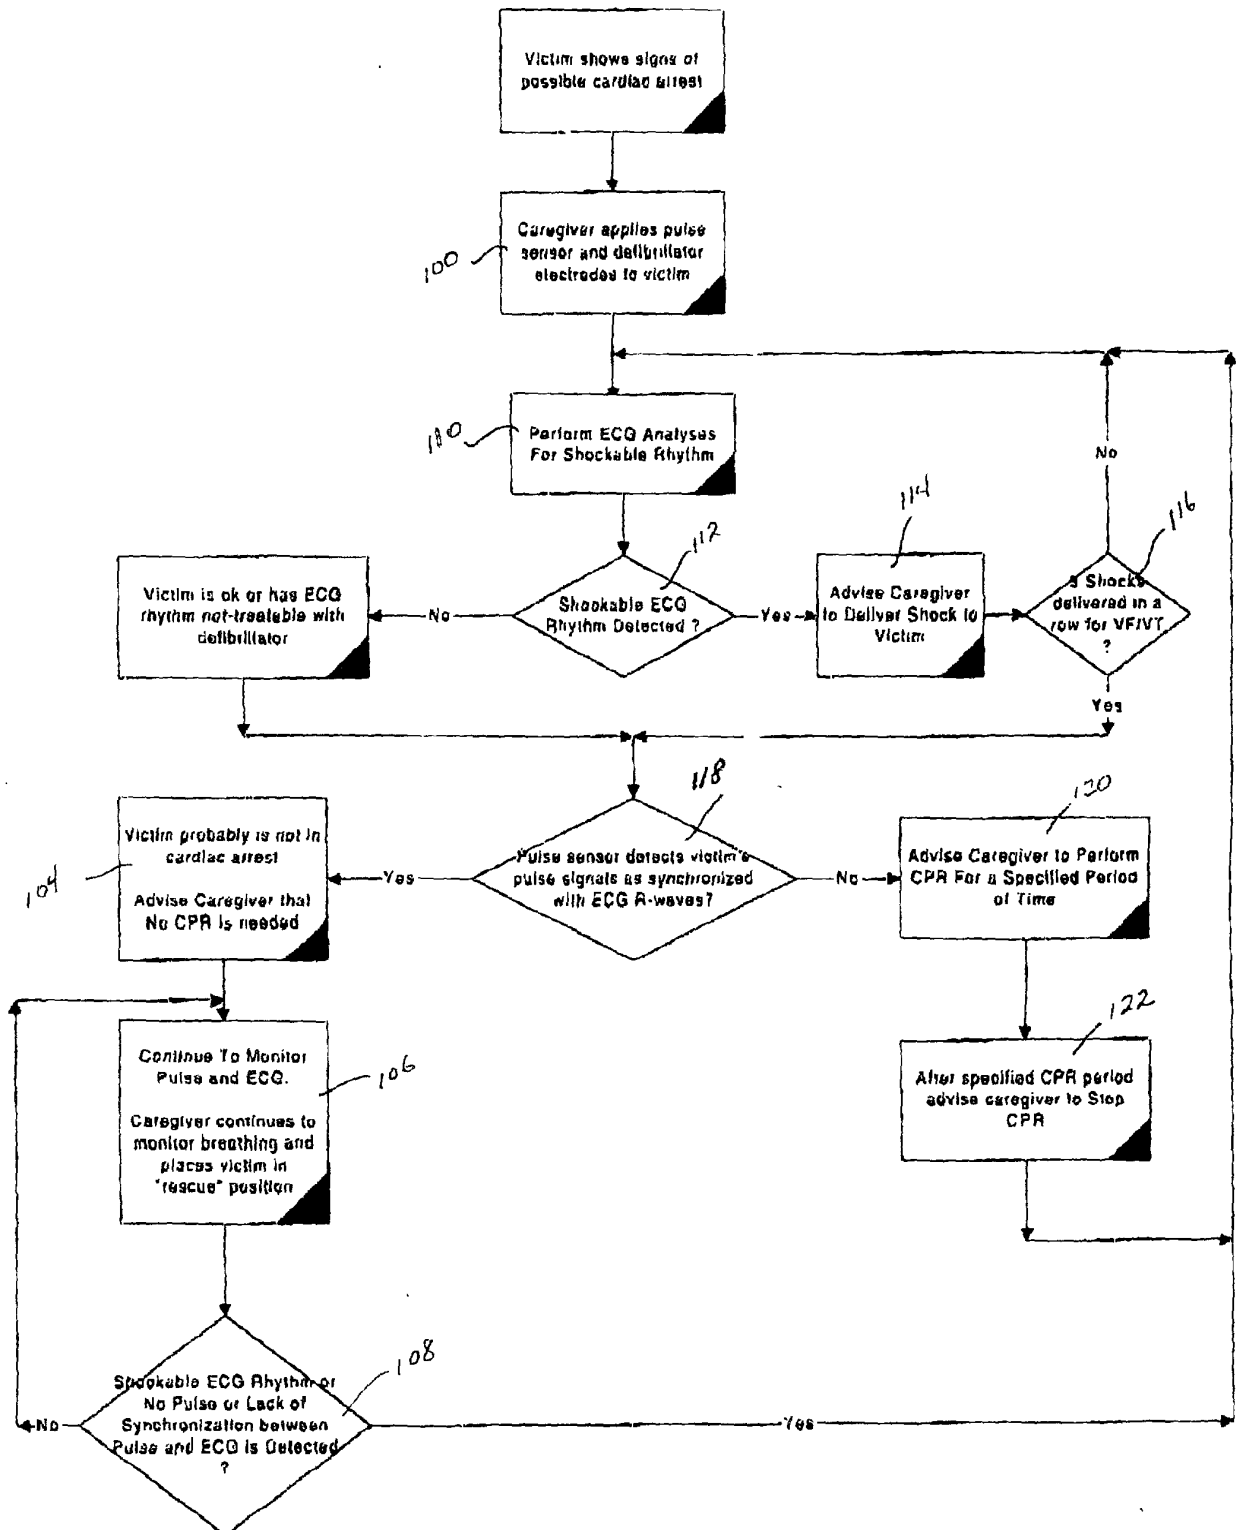 Victim shows signs of
possible cardiac arrest
Caregiver applies pulse
sensor and defibrillator
electrodes to victim
100
Perform ECG Analyses
For Shockable Rhythm
110
No
112
114
116
Victim is ok or has ECG
rhythm not-treatable with
defibrillator
No
Shockable ECG
Rhythm Detected ?
Yes
Advise Caregiver
to Deliver Shock to
Victim
3 Shocks
delivered in a
row for VF/VT
?
Yes
118
120
Victim probably is not in
cardiac arrest
Advise Caregiver that
No CPR is needed
104
Yes
Pulse sensor detects victim's
pulse signals as synchronized
with ECG R-waves?
No
Advise Caregiver to Perform
CPR For a Specified Period
of Time
122
Continue To Monitor
Pulse and ECG.
Caregiver continues to
monitor breathing and
places victim in
"rescue" position
106
After specified CPR period
advise caregiver to Stop
CPR
108
No
Shockable ECG Rhythm or
No Pulse or Lack of
Synchronization between
Pulse and ECG is Detected
?
Yes